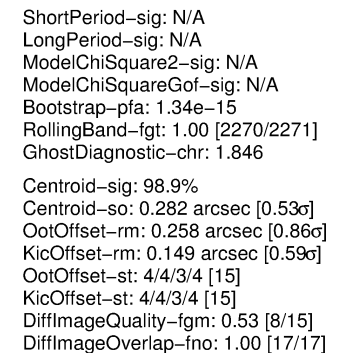 ShortPeriod−sig: N/A
LongPeriod−sig: N/A
ModelChiSquare2−sig: N/A
ModelChiSquareGof−sig: N/A
Bootstrap−pfa: 1.34e−15
RollingBand−fgt: 1.00 [2270/2271]
GhostDiagnostic−chr: 1.846
Centroid−sig: 98.9%
Centroid−so: 0.282 arcsec [0.53σ]
OotOffset−rm: 0.258 arcsec [0.86σ]
KicOffset−rm: 0.149 arcsec [0.59σ]
OotOffset−st: 4/4/3/4 [15]
KicOffset−st: 4/4/3/4 [15]
DiffImageQuality−fgm: 0.53 [8/15]
DiffImageOverlap−fno: 1.00 [17/17]